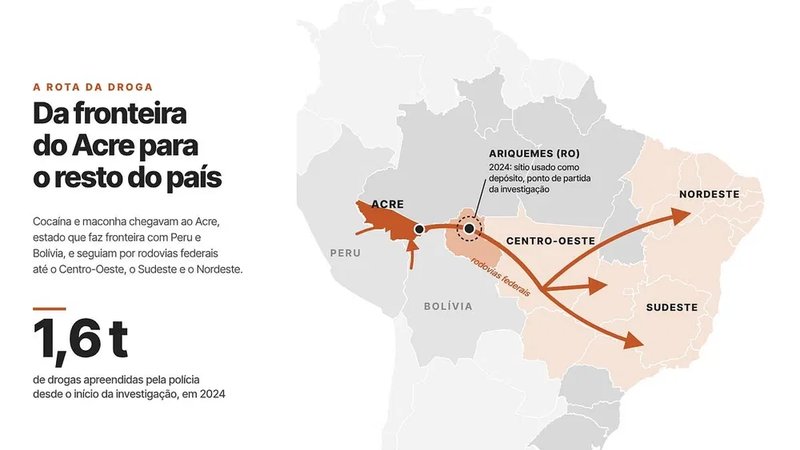 A ROTA DA DROGA
Da fronteira
do Acre para
o resto do país
Cocaína e maconha chegavam ao Acre,
estado que faz fronteira com Peru e
Bolívia, e seguiam por rodovias federais
até o Centro-Oeste, o Sudeste e o Nordeste.
1,6 t
de drogas apreendidas pela polícia
desde o início da investigação, em 2024
ARIQUEMES (RO)
2024: sítio usado como
depósito, ponto de partida
da investigação
ACRE
NORDESTE
CENTRO-OESTE
PERU
rodovias federais
BOLÍVIA
SUDESTE